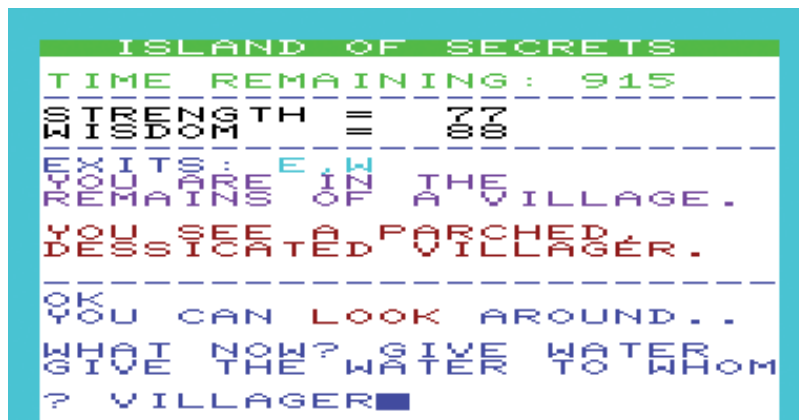 ISLAND OF SECRETS
TIME REMAINING: 915
STRENGTH = 77
WISDOM = 88
EXITS: E,W
YOU ARE IN THE
REMAINS OF A VILLAGE.
YOU SEE A PARCHED,
DESSICATED VILLAGER.
OK
YOU CAN LOOK AROUND..
WHAT NOW? GIVE WATER
GIVE THE WATER TO WHOM
? VILLAGER